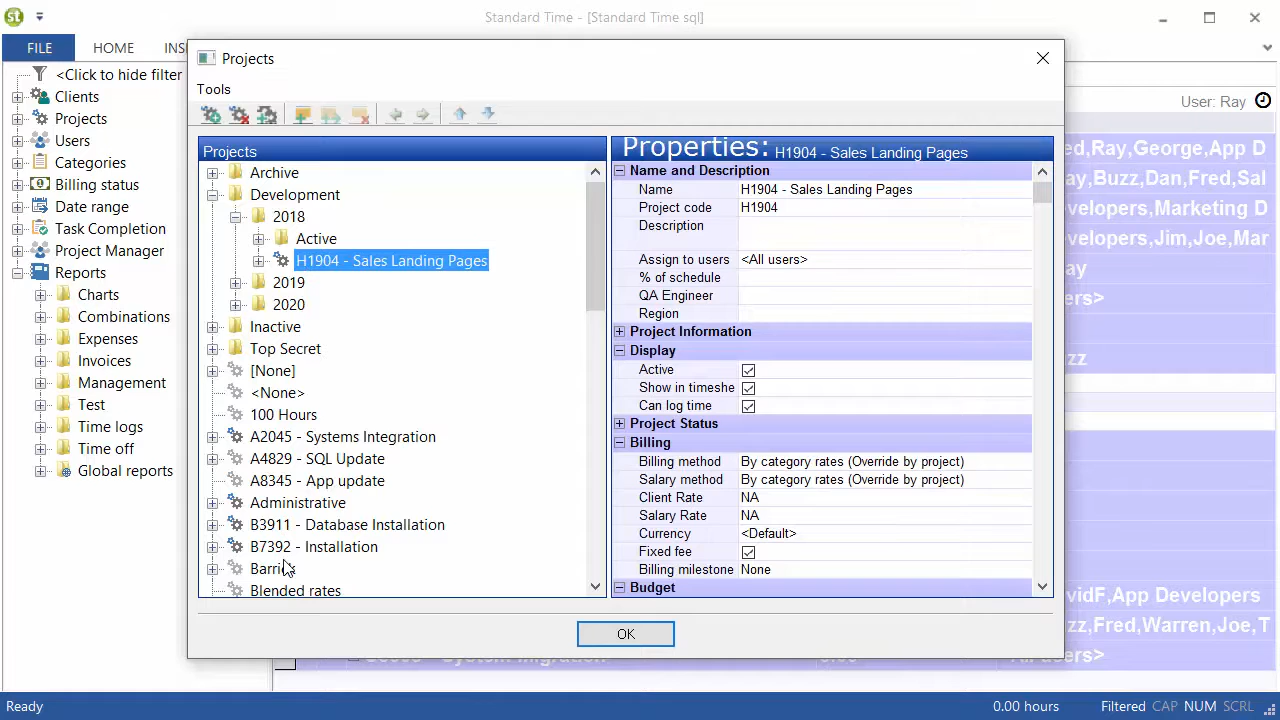 Standard Time - [Standard Time sql]
FILE
HOME
INS
<Click to hide filter
Clients
Projects
Users
Categories
Billing status
Date range
Task Completion
Project Manager
Reports
Charts
Combinations
Expenses
Invoices
Management
Test
Time logs
Time off
Global reports
Projects
Tools
Projects
Archive
Development
2018
Active
H1904 - Sales Landing Pages
2019
2020
Inactive
Top Secret
[None]
<None>
100 Hours
A2045 - Systems Integration
A4829 - SQL Update
A8345 - App update
Administrative
B3911 - Database Installation
B7392 - Installation
Blended rates
Properties: H1904 - Sales Landing Pages
Name and Description
Name H1904 - Sales Landing Pages
Project code H1904
Description
Assign to users <All users>
% of schedule
QA Engineer
Region
Project Information
Display
Active
Show in timeshe
Can log time
Project Status
Billing
Billing method By category rates (Override by project)
Salary method By category rates (Override by project)
Client Rate NA
Salary Rate NA
Currency <Default>
Fixed fee
Billing milestone None
Budget
OK
User: Ray
ed,Ray,George,App D
ay,Buzz,Dan,Fred,Sal
velopers,Marketing D
velopers,Jim,Joe,Mar
ay
ers>
zz
vidF,App Developers
zz,Fred,Warren,Joe,T
Ready
0.00 hours
Filtered CAP NUM SCRL